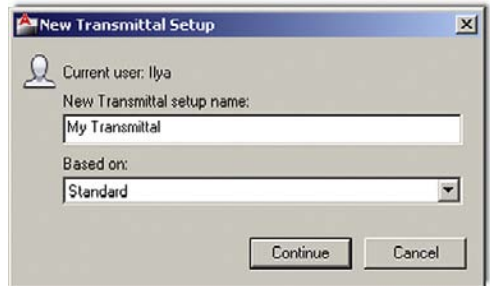 New Transmittal Setup
Current user: Ilya
New Transmittal setup name:
My Transmittal
Based on:
Standard
Continue Cancel